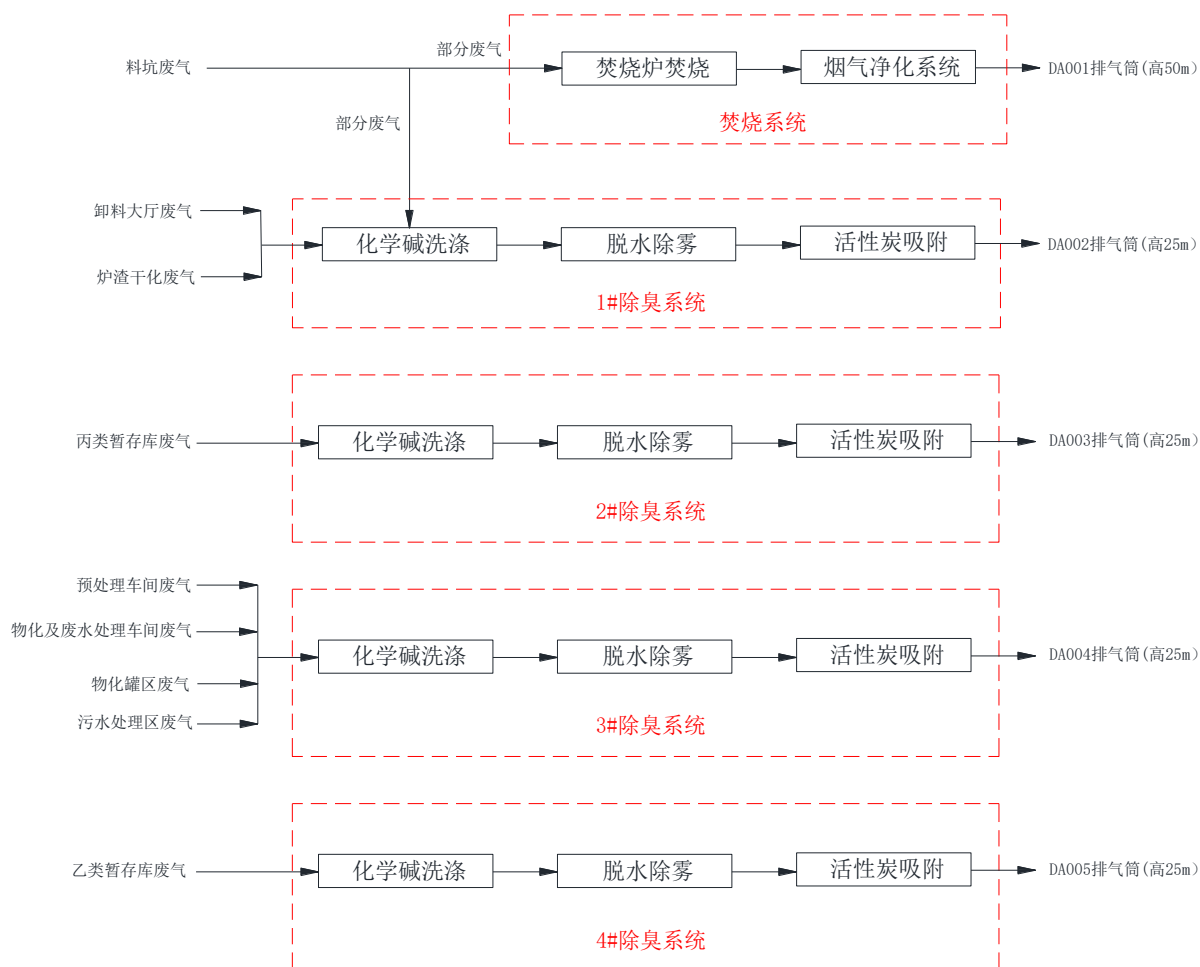 部分废气
料坑废气
焚烧炉焚烧
烟气净化系统
DA001排气筒(高50m)
焚烧系统
部分废气
卸料大厅废气
化学碱洗涤
脱水除雾
活性炭吸附
DA002排气筒(高25m)
炉渣干化废气
1#除臭系统
丙类暂存库废气
化学碱洗涤
脱水除雾
活性炭吸附
DA003排气筒(高25m)
2#除臭系统
预处理车间废气
物化及废水处理车间废气
化学碱洗涤
脱水除雾
活性炭吸附
DA004排气筒(高25m)
物化罐区废气
污水处理区废气
3#除臭系统
乙类暂存库废气
化学碱洗涤
脱水除雾
活性炭吸附
DA005排气筒(高25m)
4#除臭系统